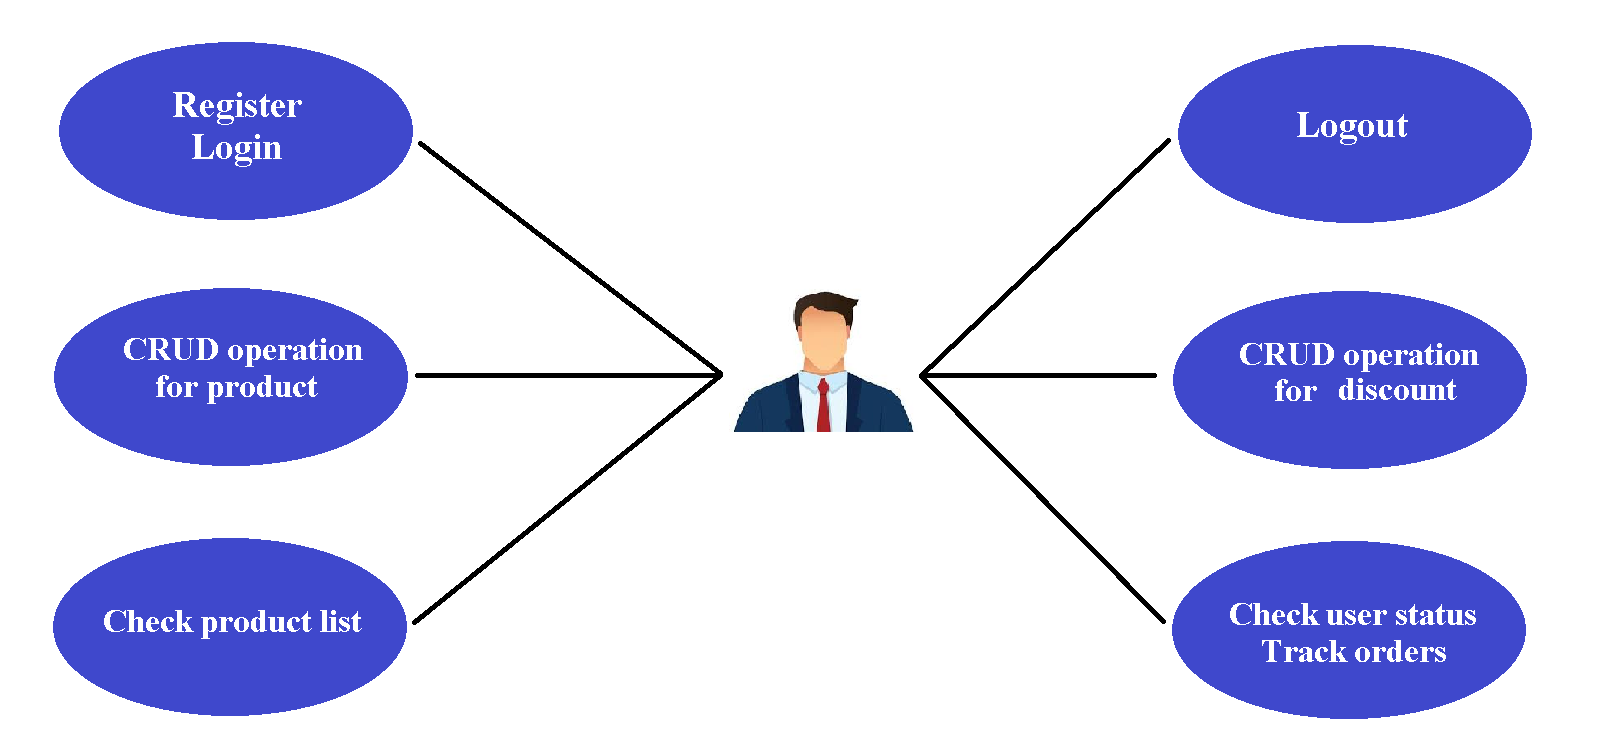 Register
Login
CRUD operation
for product
Check product list
Logout
CRUD operation
for discount
Check user status
Track orders